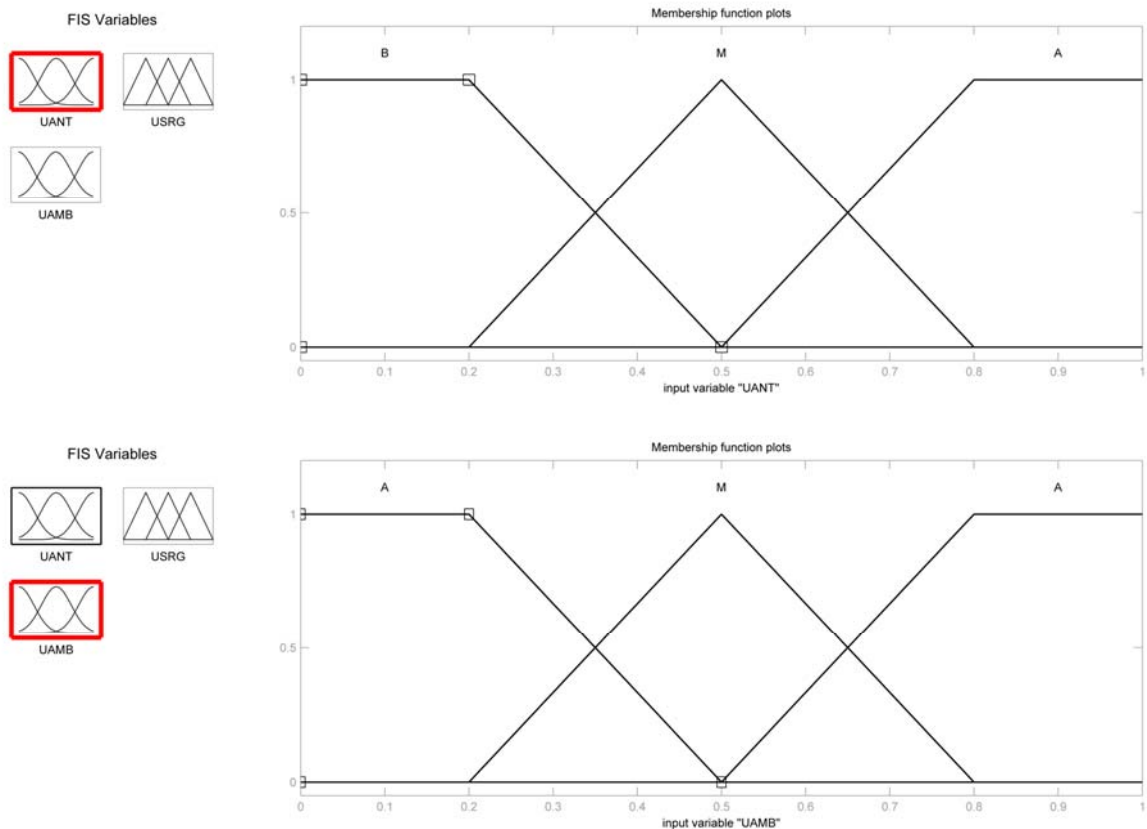 FIS Variables
UANT
USRG
UAMB
Membership function plots
B M A
1
0.5
0
0 0.1 0.2 0.3 0.4 0.5 0.6 0.7 0.8 0.9 1
input variable "UANT"
FIS Variables
UANT
USRG
UAMB
Membership function plots
A M A
1
0.5
0
0 0.1 0.2 0.3 0.4 0.5 0.6 0.7 0.8 0.9 1
input variable "UAMB"